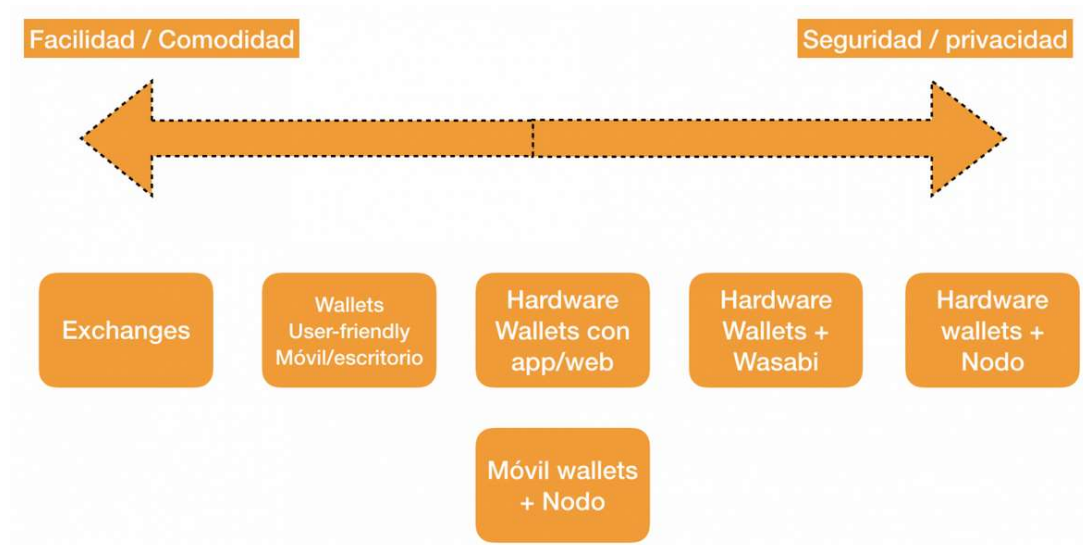 Facilidad / Comodidad
Seguridad / privacidad
Exchanges
Wallets
User-friendly
Móvil/escritorio
Hardware
Wallets con
app/web
Hardware
Wallets +
Wasabi
Hardware
wallets +
Nodo
Móvil wallets
+ Nodo